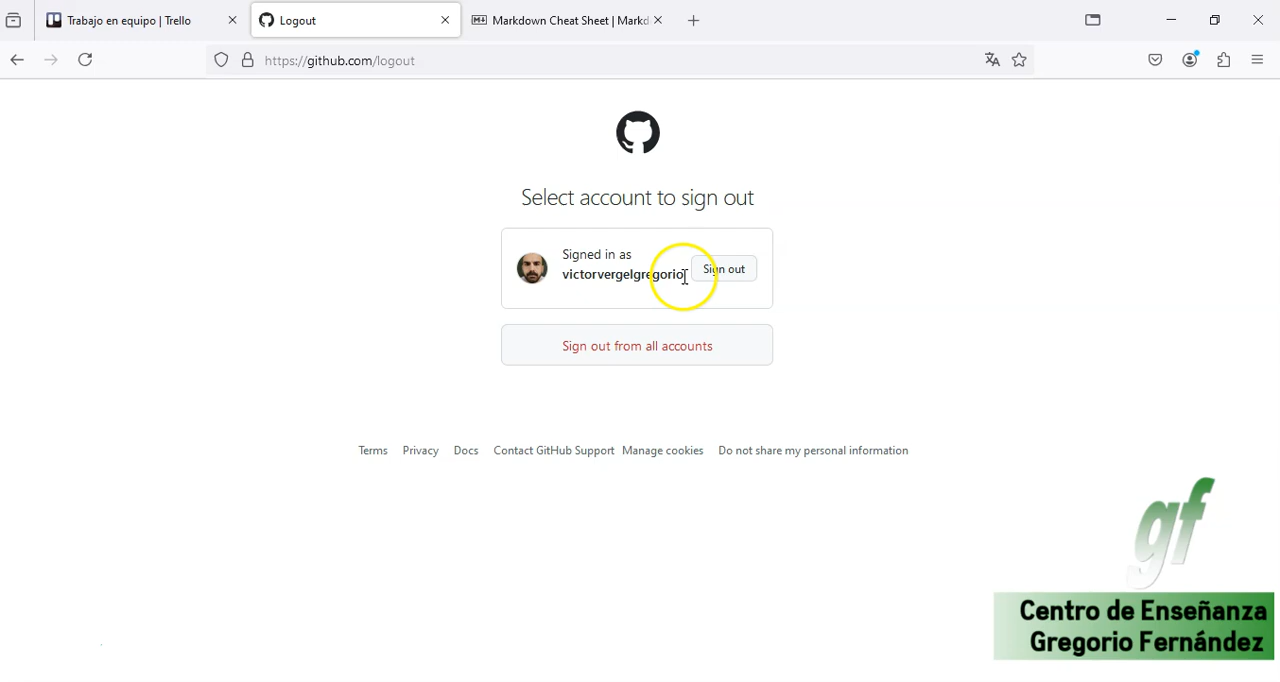 Trabajo en equipo | Trello
Logout
Markdown Cheat Sheet | Markd
https://github.com/logout
Select account to sign out
Signed in as
victorvergelgregorio
Sign out
Sign out from all accounts
Terms Privacy Docs Contact GitHub Support Manage cookies Do not share my personal information
gf
Centro de Enseñanza
Gregorio Fernández